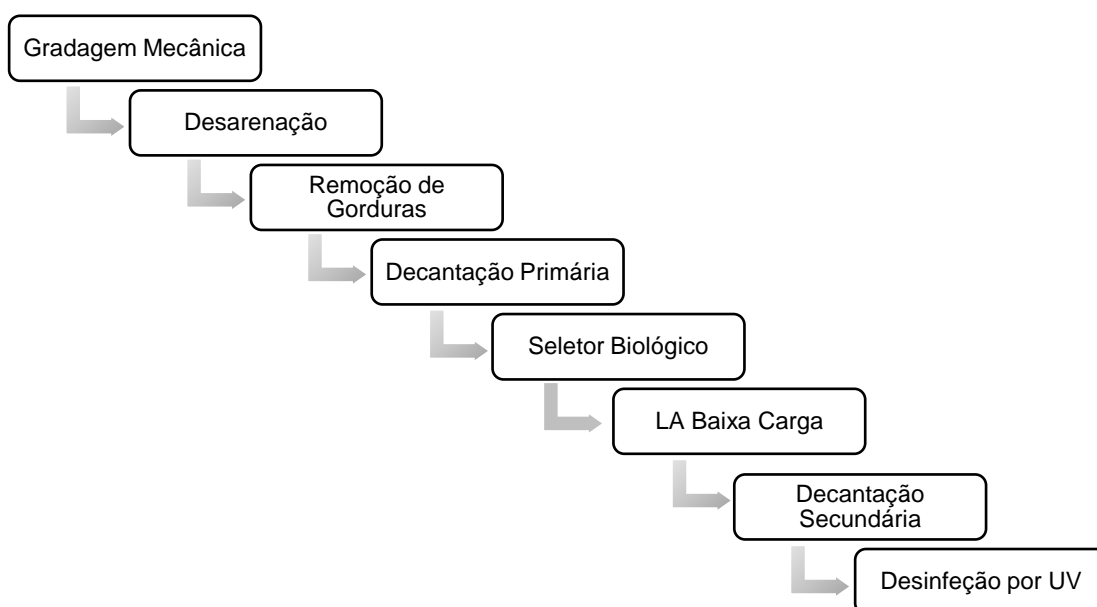 Gradagem Mecânica
Desarenação
Remoção de
Gorduras
Decantação Primária
Seletor Biológico
LA Baixa Carga
Decantação
Secundária
Desinfeção por UV